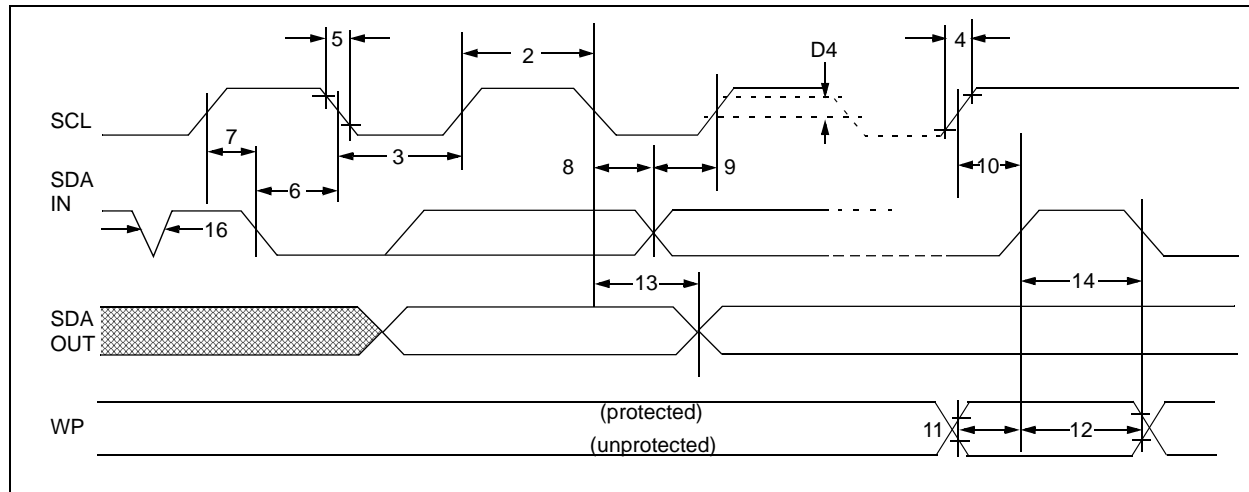 5
2
D4
4
SCL
7
3
8
9
10
SDA
IN
6
16
13
14
SDA
OUT
WP
(protected)
(unprotected)
11
12